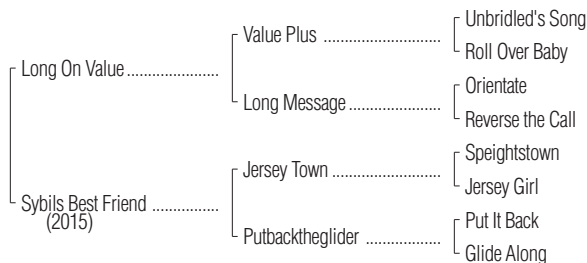 Unbridled's Song
Value Plus ........................
Roll Over Baby
Long On Value .....................
Orientate
Long Message .................
Reverse the Call
Speightstown
Jersey Town .....................
Jersey Girl
Sybils Best Friend ...............
(2015)
Put It Back
Putbacktheglider ...............
Glide Along